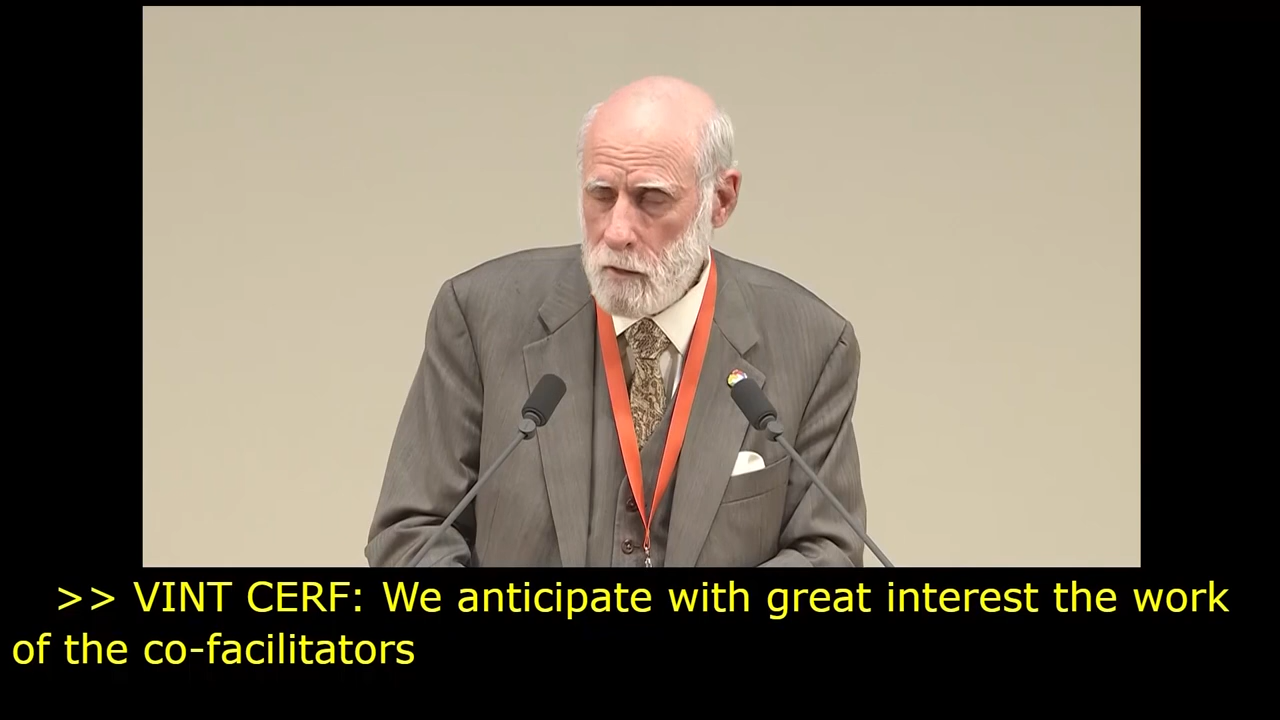 >> VINT CERF: We anticipate with great interest the work
of the co-facilitators